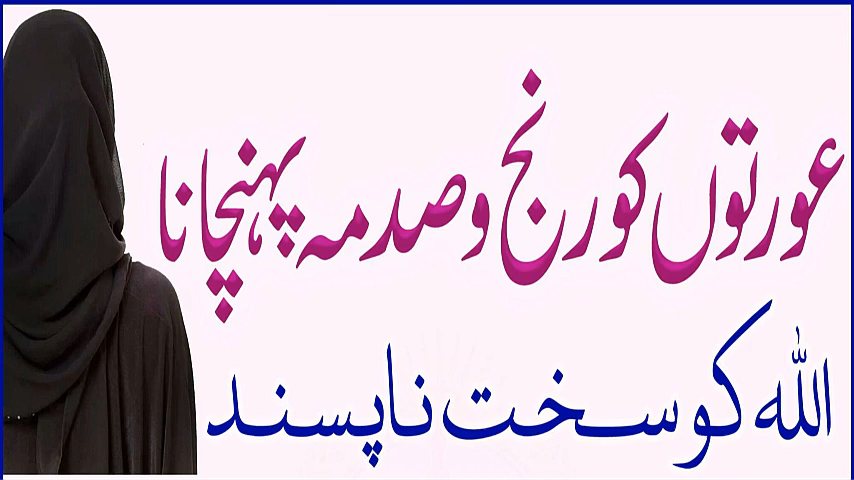 عورتوں کو رنج و صدمہ پہنچانا
اللہ کو سخت ناپسند